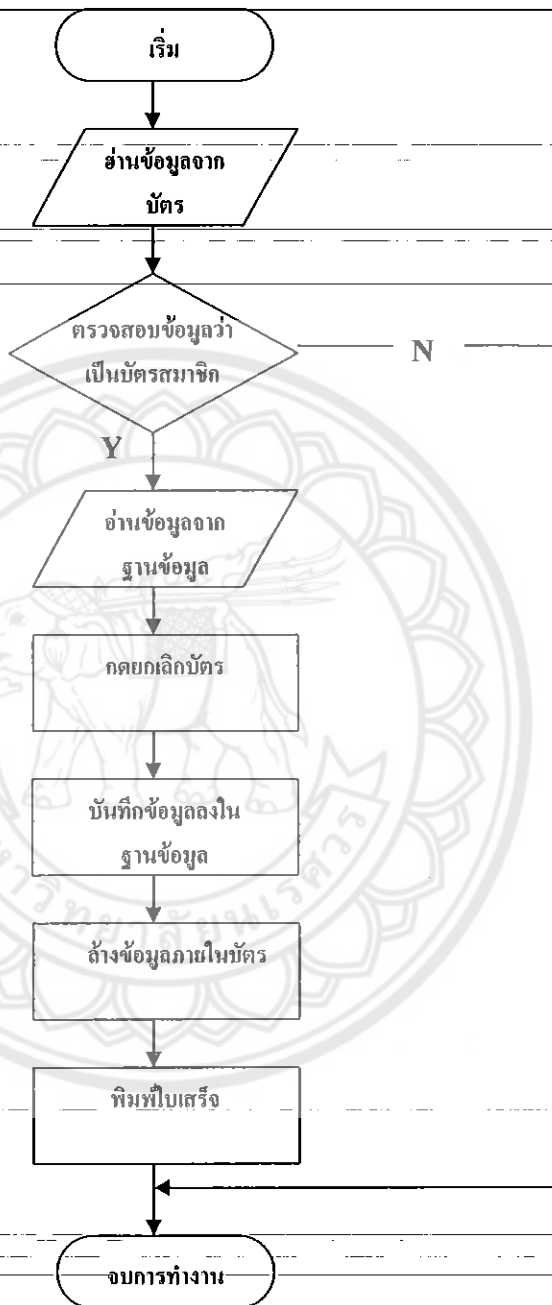 เริ่ม
อ่านข้อมูลจาก
บัตร
ตรวจสอบข้อมูลว่า
เป็นบัตรสมาชิก
N
Y
อ่านข้อมูลจาก
ฐานข้อมูล
กดยกเลิกบัตร
บันทึกข้อมูลลงใน
ฐานข้อมูล
ล้างข้อมูลภายในบัตร
พิมพ์ใบเสร็จ
จบการทำงาน